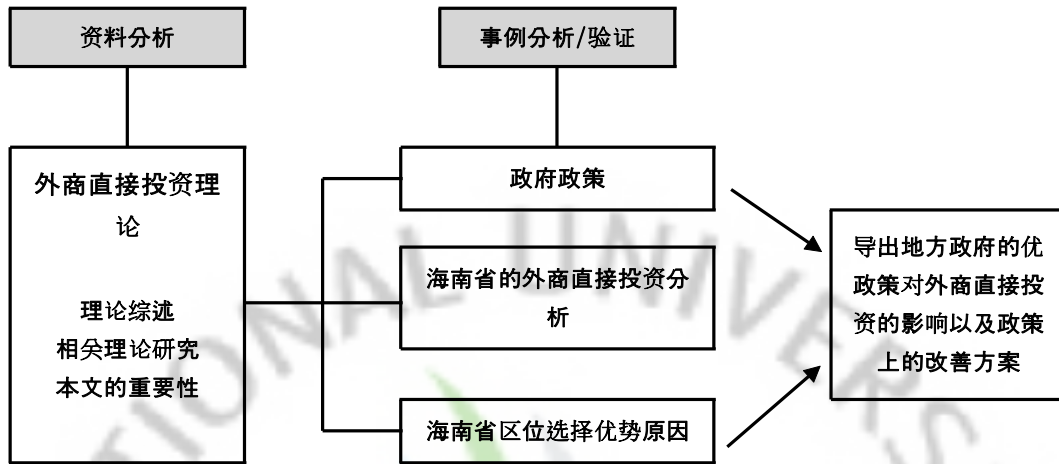 资料分析
事例分析/验证
外商直接投资理
论
理论综述
相关理论研究
本文的重要性
政府政策
海南省的外商直接投资分
析
海南省区位选择优势原因
导出地方政府的优
政策对外商直接投
资的影响以及政策
上的改善方案